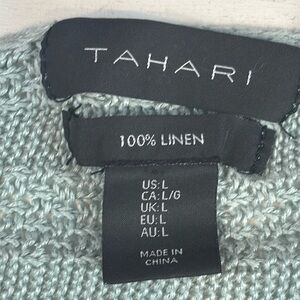 TAHARI
100% LINEN
US: L
CA: L/G
UK: L
EU: L
AU: L
MADE IN
CHINA